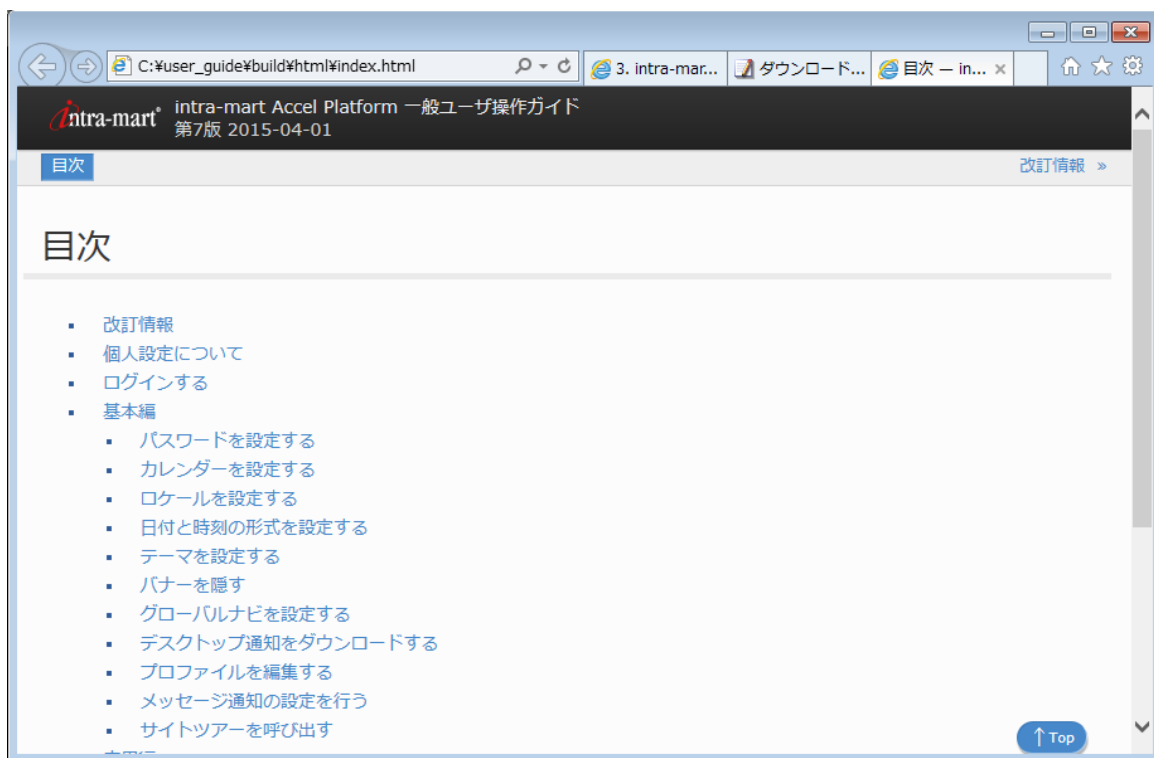 C:¥user_guide¥build¥html¥index.html
3. intra-mar...
ダウンロード...
目次 — in...
intra-mart
intra-mart Accel Platform 一般ユーザ操作ガイド
第7版 2015-04-01
目次
改訂情報 »
目次
改訂情報
個人設定について
ログインする
基本編
パスワードを設定する
カレンダーを設定する
ロケールを設定する
日付と時刻の形式を設定する
テーマを設定する
バナーを隠す
グローバルナビを設定する
デスクトップ通知をダウンロードする
プロファイルを編集する
メッセージ通知の設定を行う
サイトツアーを呼び出す
↑ Top